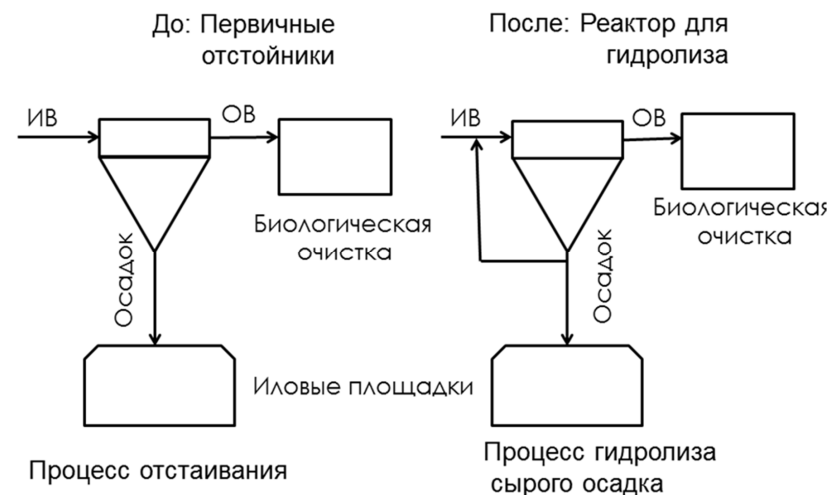 До: Первичные
отстойники
После: Реактор для
гидролиза
ИВ
ОВ
ИВ
ОВ
Биологическая
очистка
Биологическая
очистка
Осадок
Осадок
Иловые площадки
Процесс отстаивания
Процесс гидролиза
сырого осадка